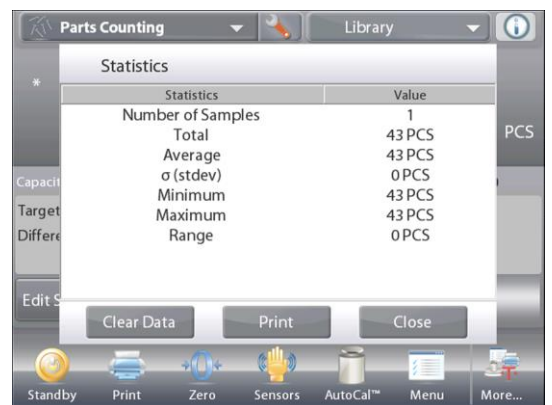 Parts Counting
Library
Statistics
*
Statistics Value
Number of Samples 1
Total 43 PCS
Average 43 PCS
σ (stdev) 0 PCS
Minimum 43 PCS
Maximum 43 PCS
Range 0 PCS
PCS
Target
Clear Data Print Close
Standby Print Zero Sensors AutoCal™ Menu More...